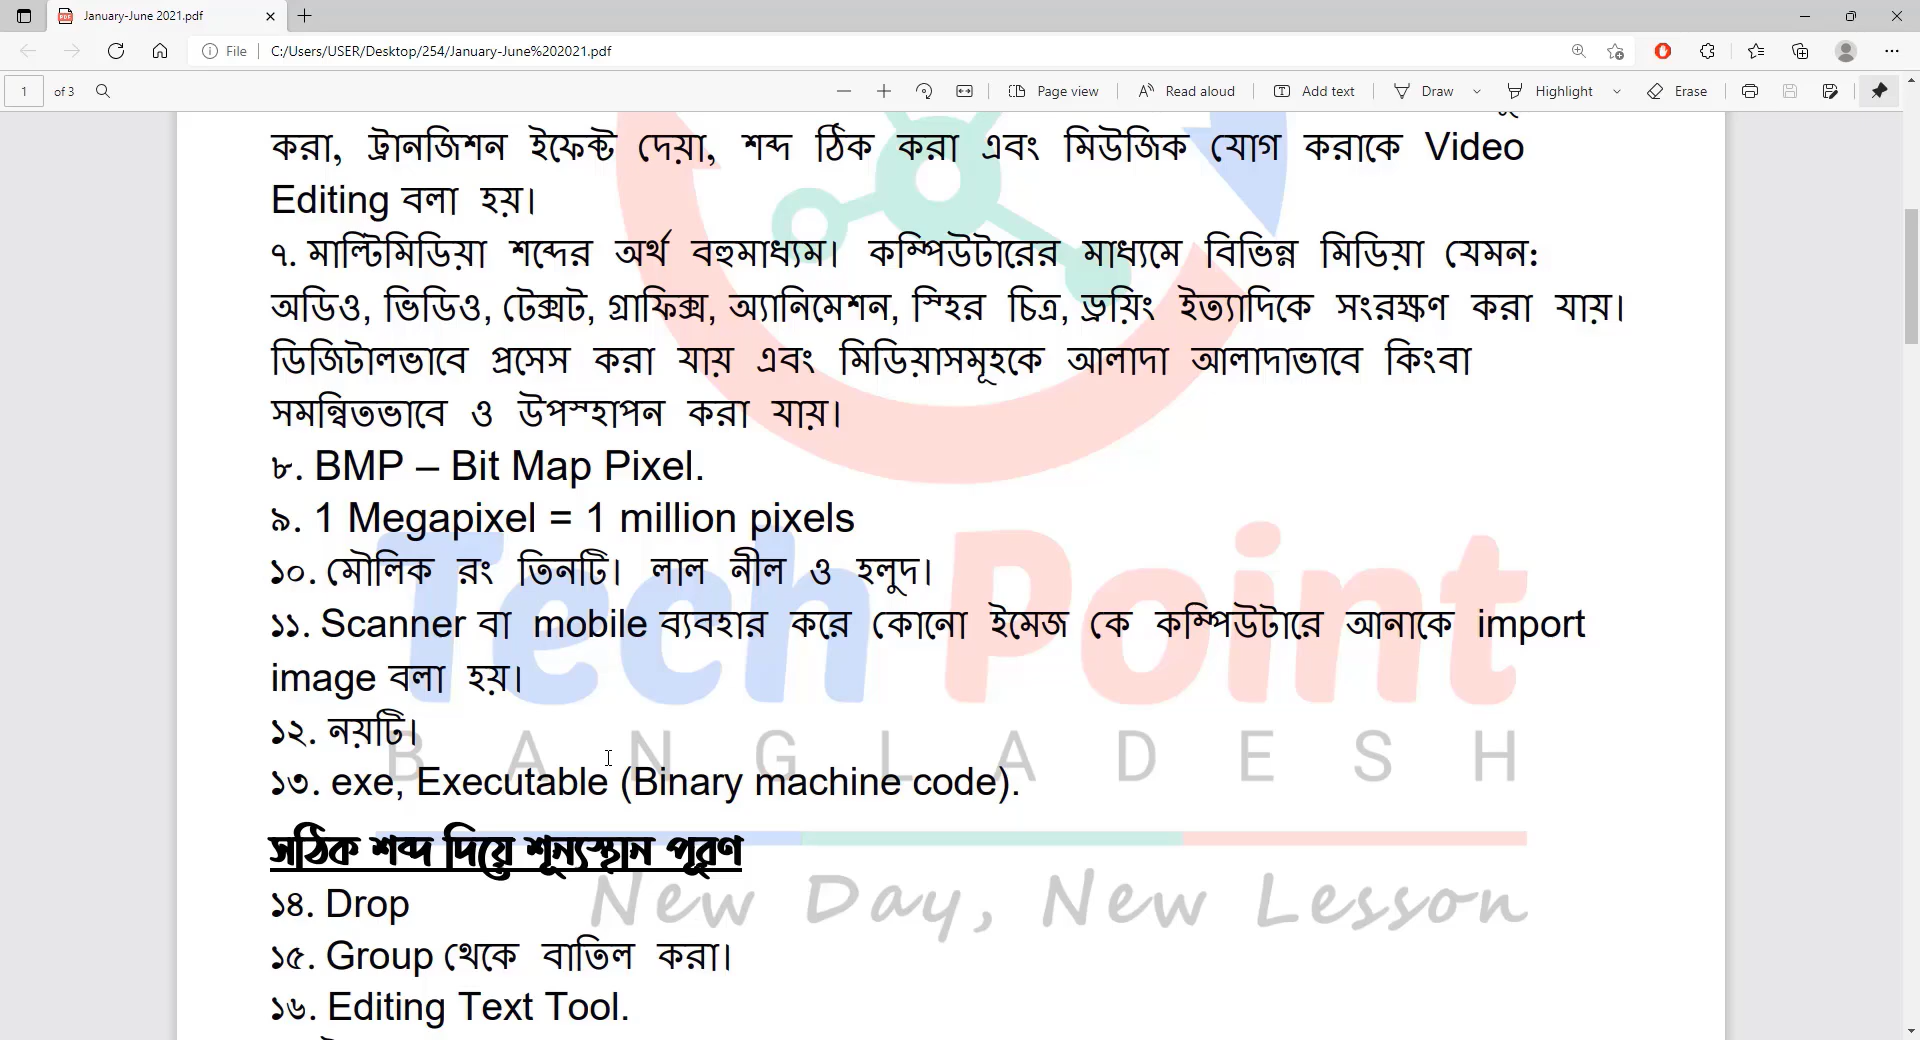 January-June 2021.pdf
File C:/Users/USER/Desktop/254/January-June%202021.pdf
1 of 3 Page view Read aloud Add text Draw Highlight Erase
করা, ট্রানজিশন ইফেক্ট দেয়া, শব্দ ঠিক করা এবং মিউজিক যোগ করাকে Video
Editing বলা হয়।
৭. মাল্টিমিডিয়া শব্দের অর্থ বহুমাধ্যম। কম্পিউটারের মাধ্যমে বিভিন্ন মিডিয়া যেমন:
অডিও, ভিডিও, টেক্সট, গ্রাফিক্স, অ্যানিমেশন, স্হির চিত্র, ড্রয়িং ইত্যাদিকে সংরক্ষণ করা যায়।
ডিজিটালভাবে প্রসেস করা যায় এবং মিডিয়াসমূহকে আলাদা আলাদাভাবে কিংবা
সমন্বিতভাবে ও উপস্হাপন করা যায়।
৮. BMP – Bit Map Pixel.
৯. 1 Megapixel = 1 million pixels
১০. মৌলিক রং তিনটি। লাল নীল ও হলুদ।
১১. Scanner বা mobile ব্যবহার করে কোনো ইমেজ কে কম্পিউটারে আনাকে import
image বলা হয়।
১২. নয়টি।
১৩. exe, Executable (Binary machine code).
সঠিক শব্দ দিয়ে শূন্যস্থান পূরণ
১৪. Drop
১৫. Group থেকে বাতিল করা।
১৬. Editing Text Tool.
Tech Point
BANGLADESH
New Day, New Lesson